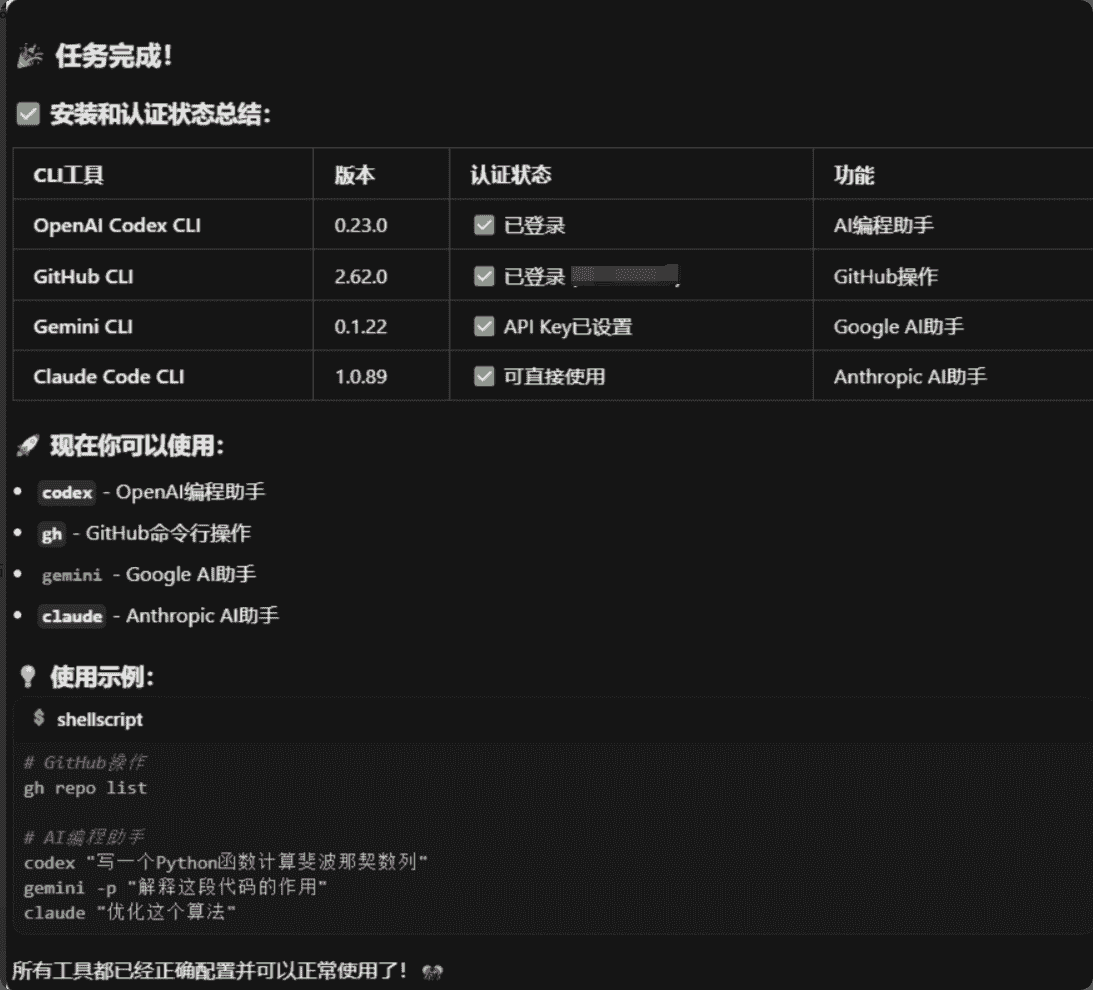 🎉 任务完成！
✅ 安装和认证状态总结：
CLI工具 版本 认证状态 功能
OpenAI Codex CLI 0.23.0 ✅ 已登录 AI编程助手
GitHub CLI 2.62.0 ✅ 已登录 GitHub操作
Gemini CLI 0.1.22 ✅ API Key已设置 Google AI助手
Claude Code CLI 1.0.89 ✅ 可直接使用 Anthropic AI助手
🚀 现在你可以使用：
• codex - OpenAI编程助手
• gh - GitHub命令行操作
• gemini - Google AI助手
• claude - Anthropic AI助手
💡 使用示例：
$ shellscript
# GitHub操作
gh repo list
# AI编程助手
codex "写一个Python函数计算斐波那契数列"
gemini -p "解释这段代码的作用"
claude "优化这个算法"
所有工具都已经正确配置并可以正常使用了！